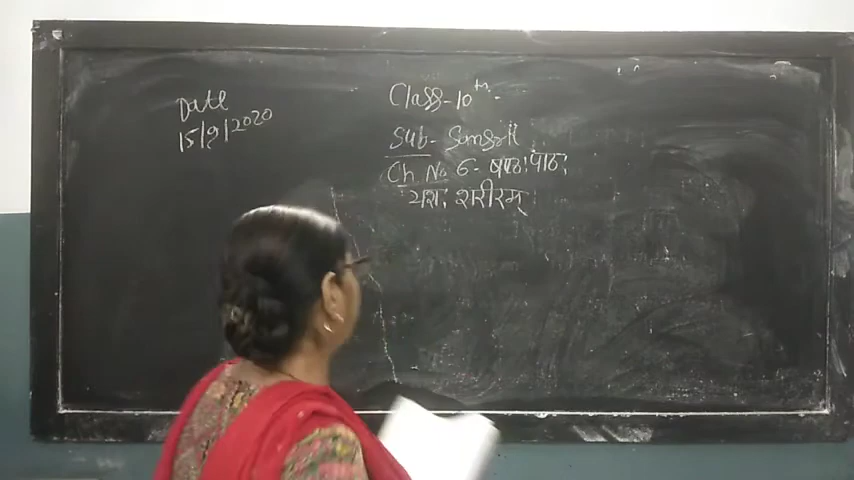 Date
15/9/2020
Class-10th-
Sub- Sanskrit
Ch. No 6- षष्ठः पाठः
यशः शरीरम्